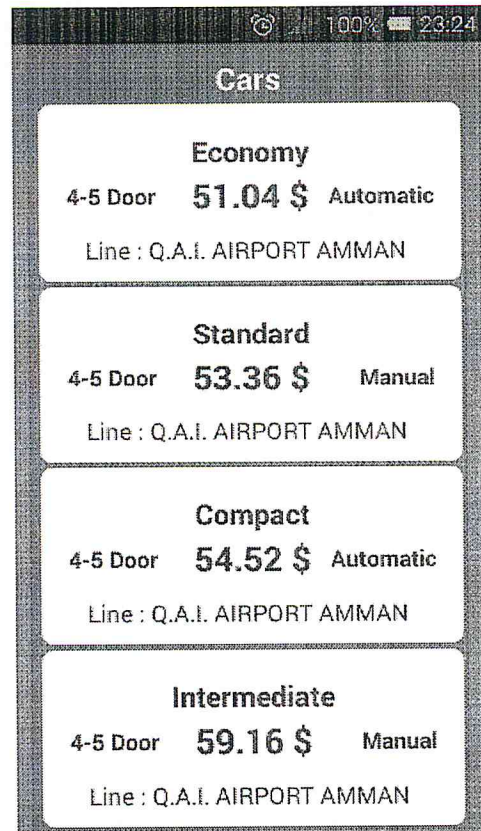 100% 23:24
Cars
Economy
4-5 Door 51.04 $ Automatic
Line : Q.A.I. AIRPORT AMMAN
Standard
4-5 Door 53.36 $ Manual
Line : Q.A.I. AIRPORT AMMAN
Compact
4-5 Door 54.52 $ Automatic
Line : Q.A.I. AIRPORT AMMAN
Intermediate
4-5 Door 59.16 $ Manual
Line : Q.A.I. AIRPORT AMMAN